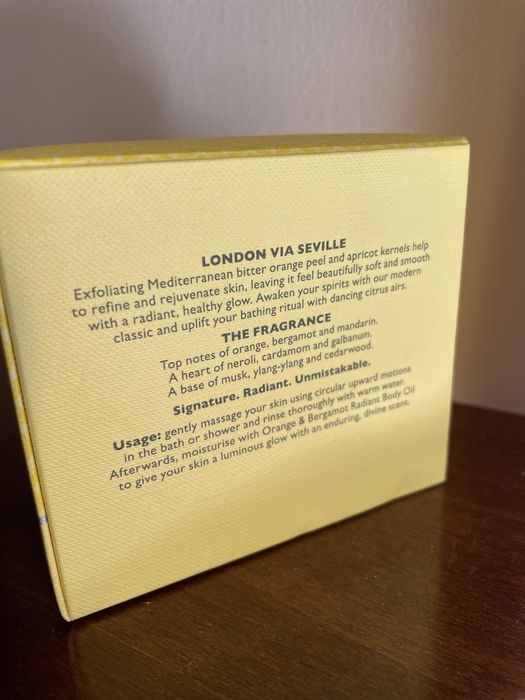 LONDON VIA SEVILLE
Exfoliating Mediterranean bitter orange peel and apricot kernels help
to refine and rejuvenate skin, leaving it feel beautifully soft and smooth
with a radiant, healthy glow. Awaken your spirits with our modern
classic and uplift your bathing ritual with dancing citrus airs.
THE FRAGRANCE
Top notes of orange, bergamot and mandarin.
A heart of neroli, cardamom and galbanum.
A base of musk, ylang-ylang and cedarwood.
Signature. Radiant. Unmistakable.
Usage: gently massage your skin using circular upward motions
in the bath or shower and rinse thoroughly with warm water.
Afterwards, moisturise with Orange & Bergamot Radiant Body Oil
to give your skin a luminous glow with an enduring, divine scent.